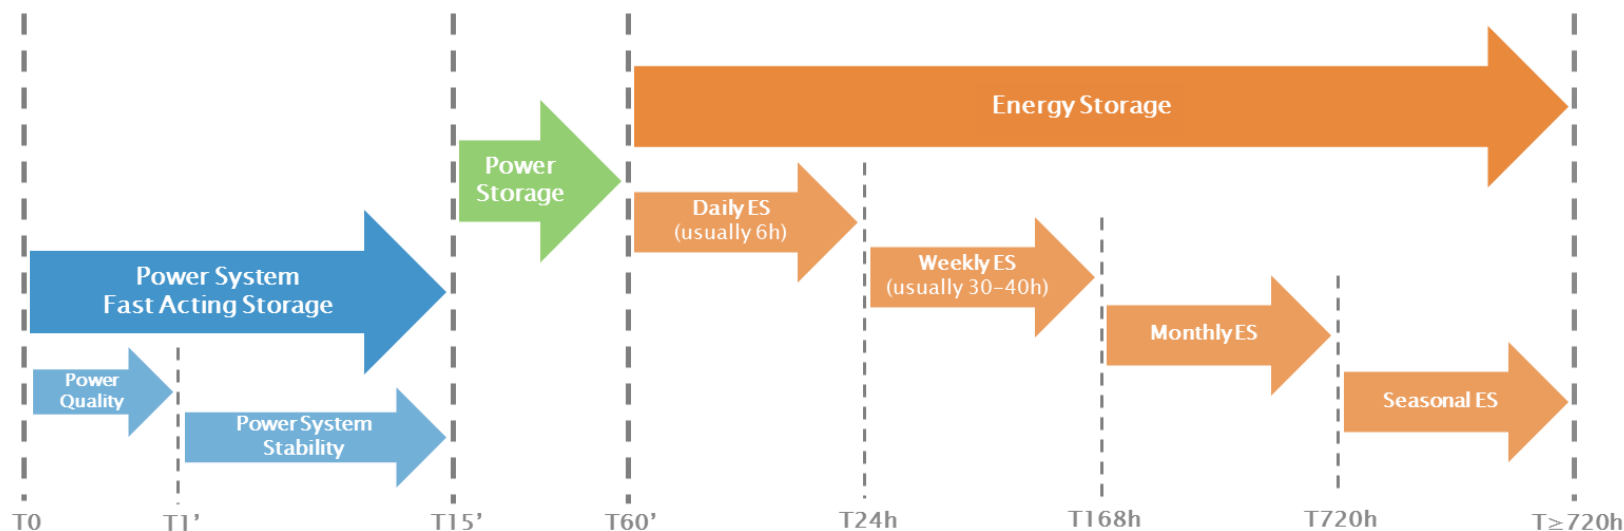 Energy Storage
Power
Storage
Daily ES
(usually 6h)
Weekly ES
(usually 30-40h)
Power System
Fast Acting Storage
Monthly ES
Power
Quality
Seasonal ES
Power System
Stability
T0
T1’
T15’
T60’
T24h
T168h
T720h
T≥720h